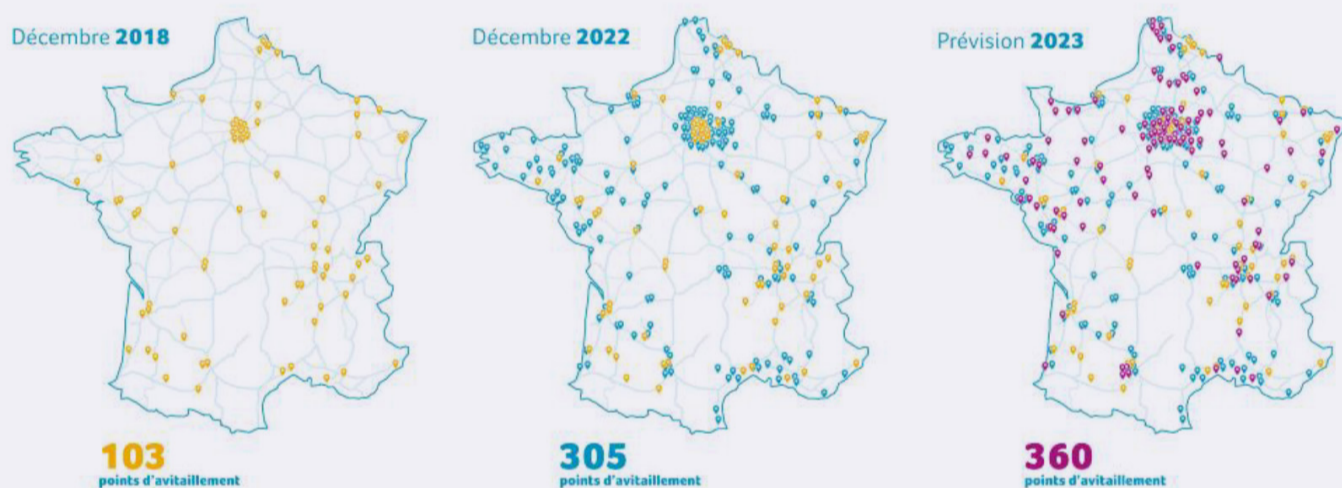 Décembre 2018
Décembre 2022
Prévision 2023
103
points d'avitaillement
305
points d'avitaillement
360
points d'avitaillement